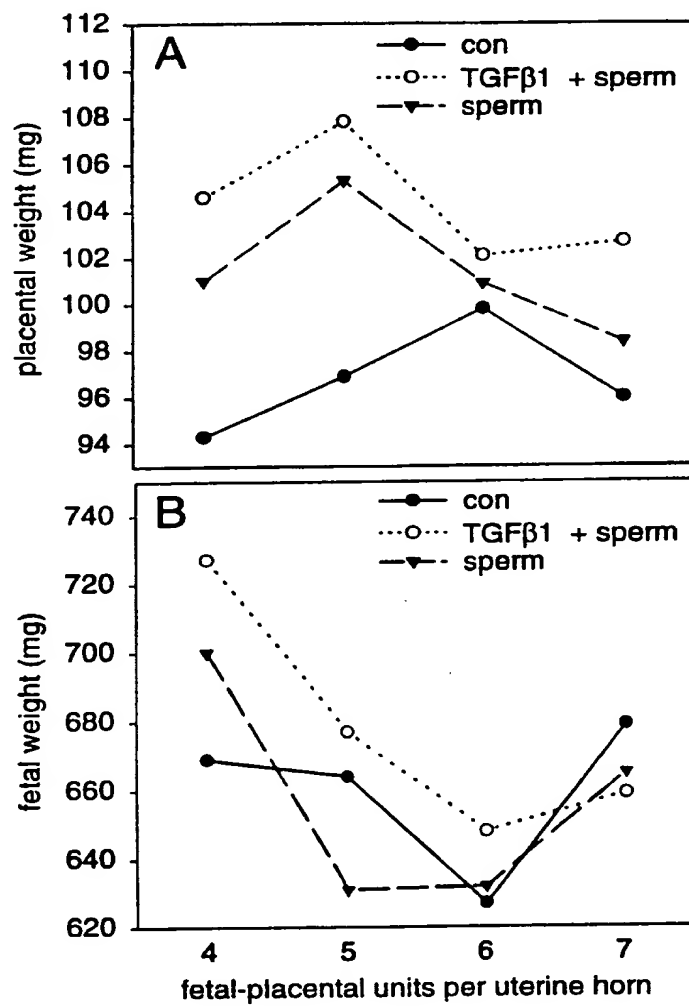 112
110
108
106
104
102
100
98
96
94
placental weight (mg)
A
con
TGFβ1 + sperm
sperm
740
720
700
680
660
640
620
fetal weight (mg)
B
con
TGFβ1 + sperm
sperm
4 5 6 7
fetal-placental units per uterine horn